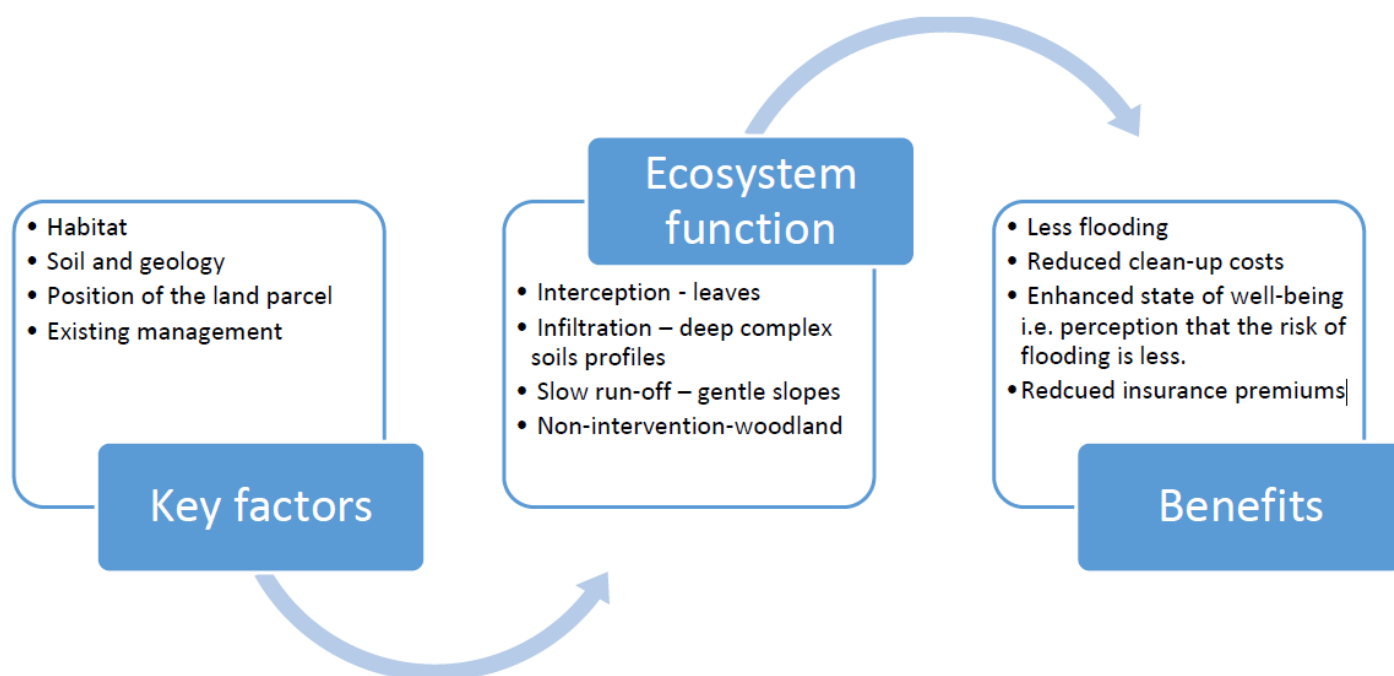 • Habitat
• Soil and geology
• Position of the land parcel
• Existing management
Key factors
Ecosystem
function
• Interception - leaves
• Infiltration – deep complex
soils profiles
• Slow run-off – gentle slopes
• Non-intervention-woodland
• Less flooding
• Reduced clean-up costs
• Enhanced state of well-being
i.e. perception that the risk of
flooding is less.
• Redcued insurance premiums
Benefits